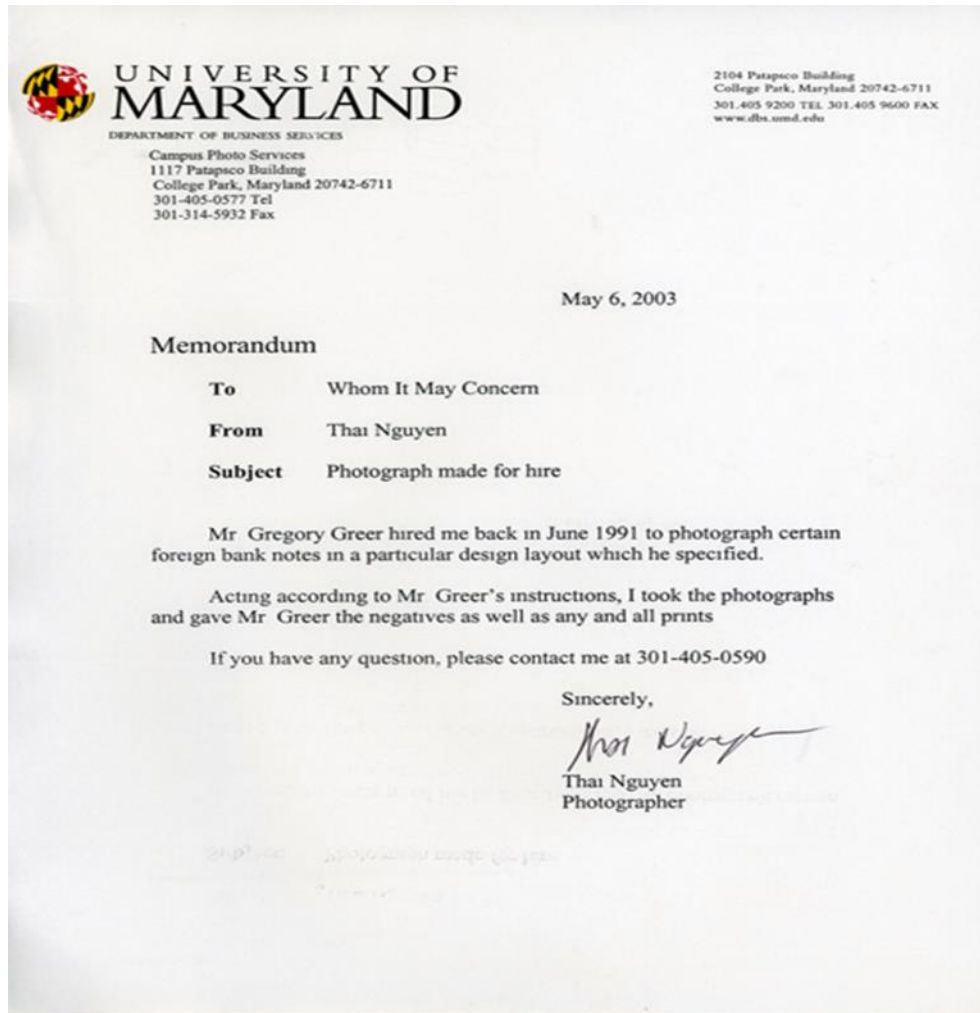 UNIVERSITY OF
MARYLAND
DEPARTMENT OF BUSINESS SERVICES
2104 Patapsco Building
College Park, Maryland 20742-6711
301.405 9200 TEL 301.405 9600 FAX
www.dbs.umd.edu
Campus Photo Services
1117 Patapsco Building
College Park, Maryland 20742-6711
301-405-0577 Tel
301-314-5932 Fax
May 6, 2003
Memorandum
To Whom It May Concern
From Thai Nguyen
Subject Photograph made for hire
Mr Gregory Greer hired me back in June 1991 to photograph certain
foreign bank notes in a particular design layout which he specified.
Acting according to Mr Greer's instructions, I took the photographs
and gave Mr Greer the negatives as well as any and all prints
If you have any question, please contact me at 301-405-0590
Sincerely,
Thai Nguyen
Thai Nguyen
Photographer